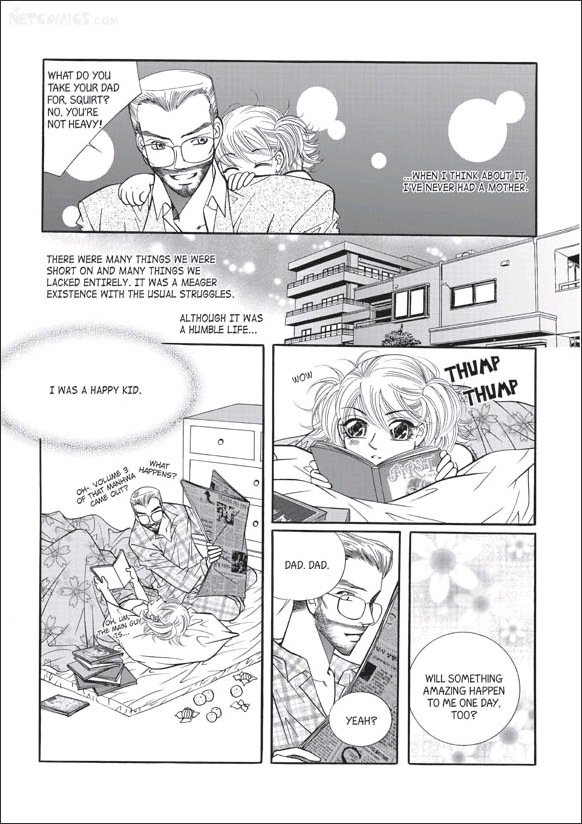 NETCOMICS.COM
WHAT DO YOU
TAKE YOUR DAD
FOR, SQUIRT?
NO, YOU'RE
NOT HEAVY!
...WHEN I THINK ABOUT IT,
I'VE NEVER HAD A MOTHER.
THERE WERE MANY THINGS WE WERE
SHORT ON AND MANY THINGS WE
LACKED ENTIRELY. IT WAS A MEAGER
EXISTENCE WITH THE USUAL STRUGGLES.
ALTHOUGH IT WAS
A HUMBLE LIFE...
I WAS A HAPPY KID.
WOW
THUMP
THUMP
OH- VOLUME 3
OF THAT MANHWA
CAME OUT?
WHAT
HAPPENS?
OH, UM,
THE MAIN GUY
IS...
DAD. DAD.
YEAH?
WILL SOMETHING
AMAZING HAPPEN
TO ME ONE DAY,
TOO?